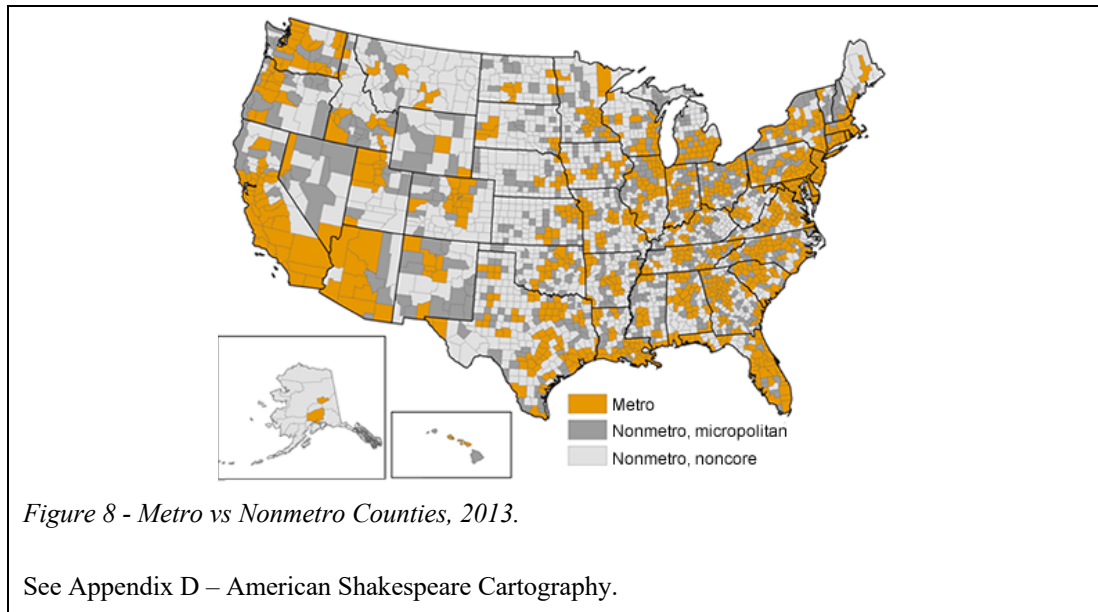 Metro
Nonmetro, micropolitan
Nonmetro, noncore
Figure 8 - Metro vs Nonmetro Counties, 2013.
See Appendix D – American Shakespeare Cartography.